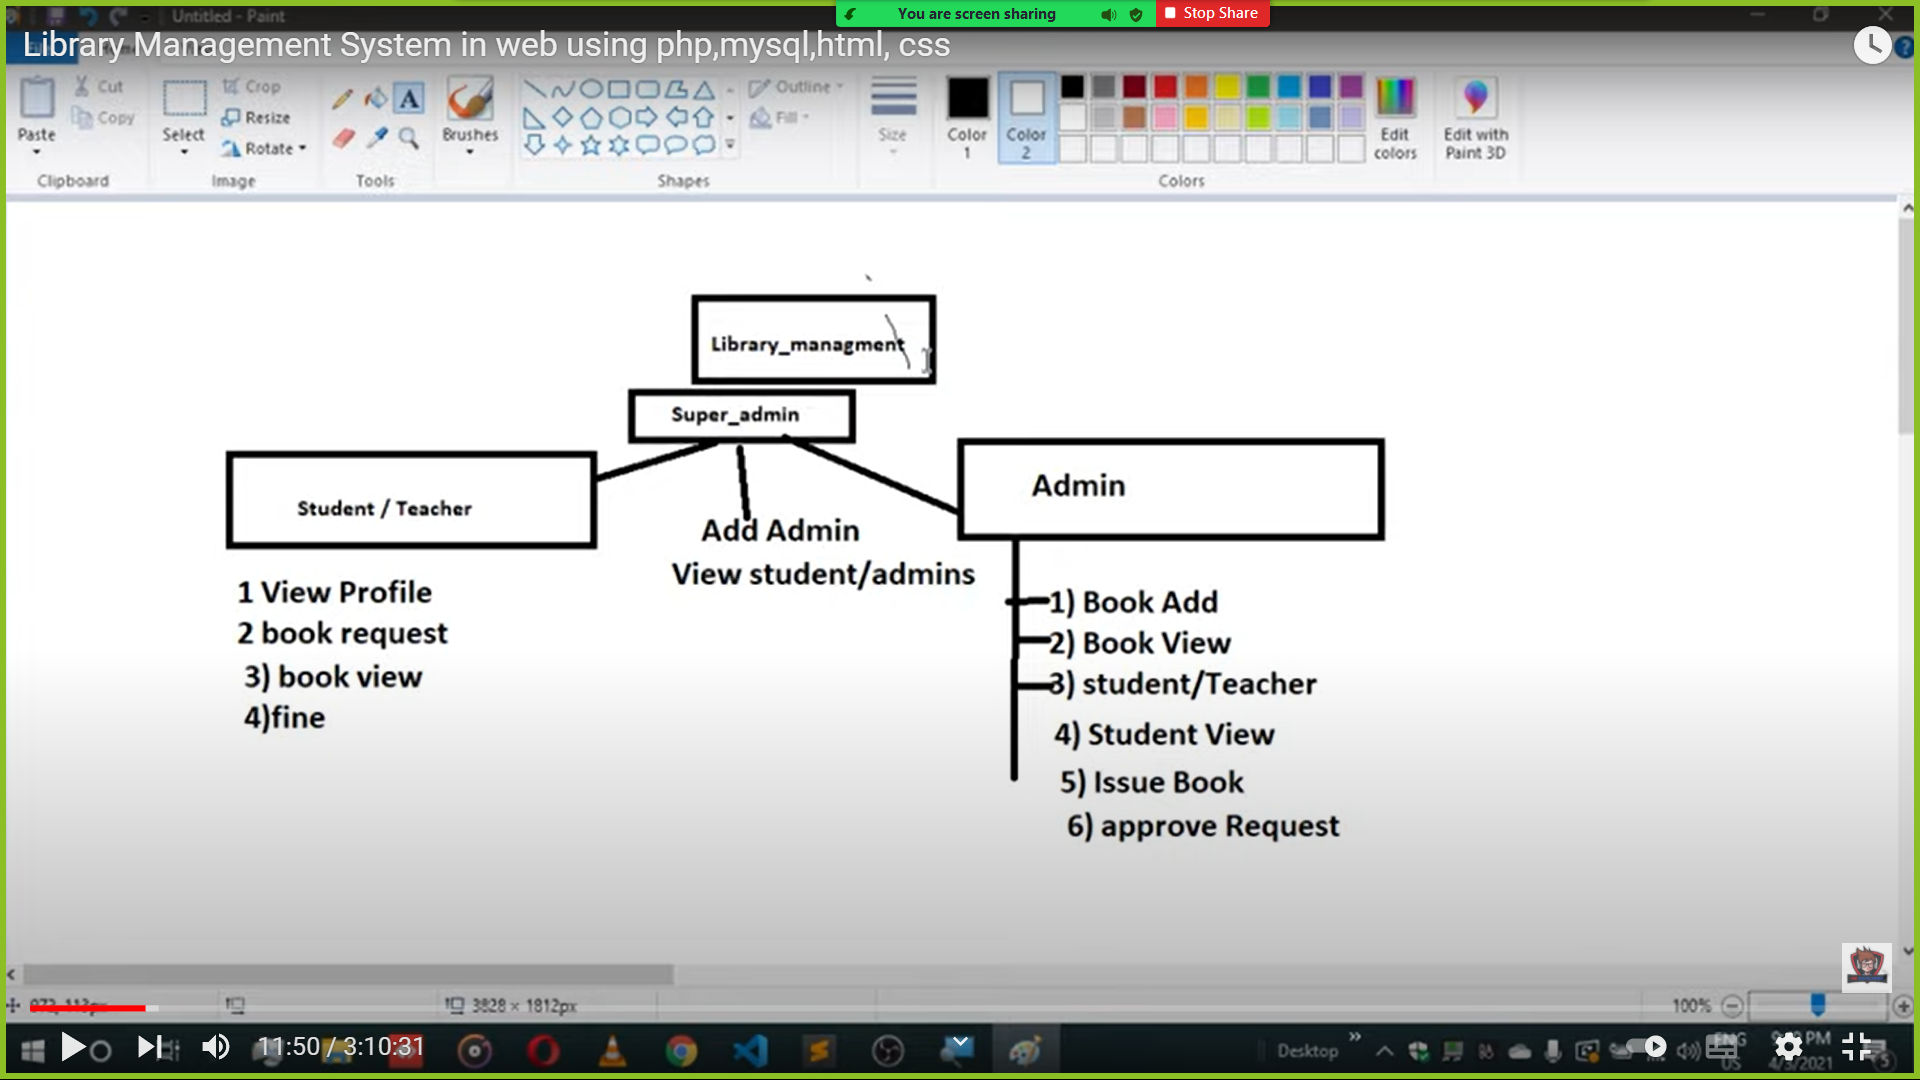 Untitled - Paint
You are screen sharing
Stop Share
Library Management System in web using php,mysql,html, css
Paste
Cut
Copy
Clipboard
Select
Crop
Resize
Rotate
Image
A
Tools
Brushes
Outline
Fill
Shapes
Size
Color 1
Color 2
Edit colors
Edit with Paint 3D
Colors
Library_managment
Super_admin
Student / Teacher
Admin
Add Admin
View student/admins
1 View Profile
2 book request
3) book view
4)fine
1) Book Add
2) Book View
3) student/Teacher
4) Student View
5) Issue Book
6) approve Request
3828 × 1812px
100%
11:50 / 3:10:31
Desktop
ENG
US
PM
4/3/2021